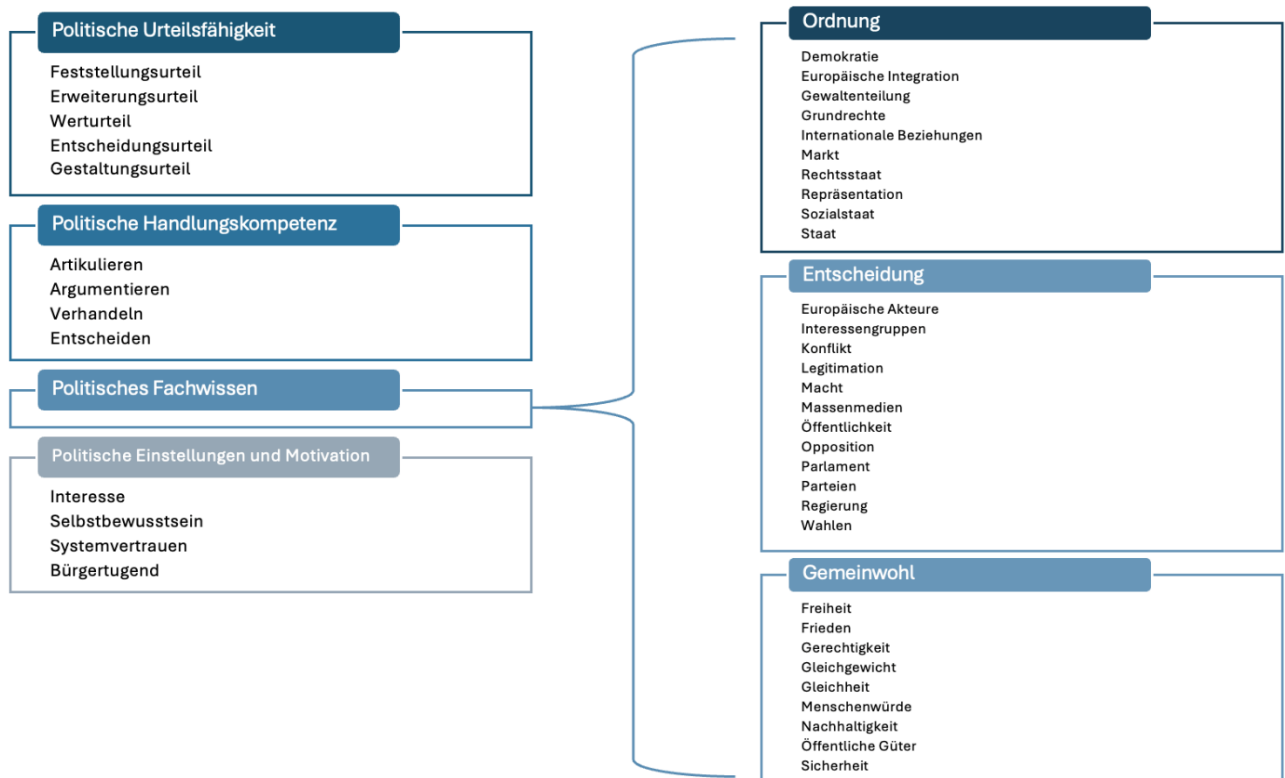 Politische Urteilsfähigkeit
Feststellungsurteil
Erweiterungsurteil
Werturteil
Entscheidungsurteil
Gestaltungsurteil
Politische Handlungskompetenz
Artikulieren
Argumentieren
Verhandeln
Entscheiden
Politisches Fachwissen
Politische Einstellungen und Motivation
Interesse
Selbstbewusstsein
Systemvertrauen
Bürgertugend
Ordnung
Demokratie
Europäische Integration
Gewaltenteilung
Grundrechte
Internationale Beziehungen
Markt
Rechtsstaat
Repräsentation
Sozialstaat
Staat
Entscheidung
Europäische Akteure
Interessengruppen
Konflikt
Legitimation
Macht
Massenmedien
Öffentlichkeit
Opposition
Parlament
Parteien
Regierung
Wahlen
Gemeinwohl
Freiheit
Frieden
Gerechtigkeit
Gleichgewicht
Gleichheit
Menschenwürde
Nachhaltigkeit
Öffentliche Güter
Sicherheit